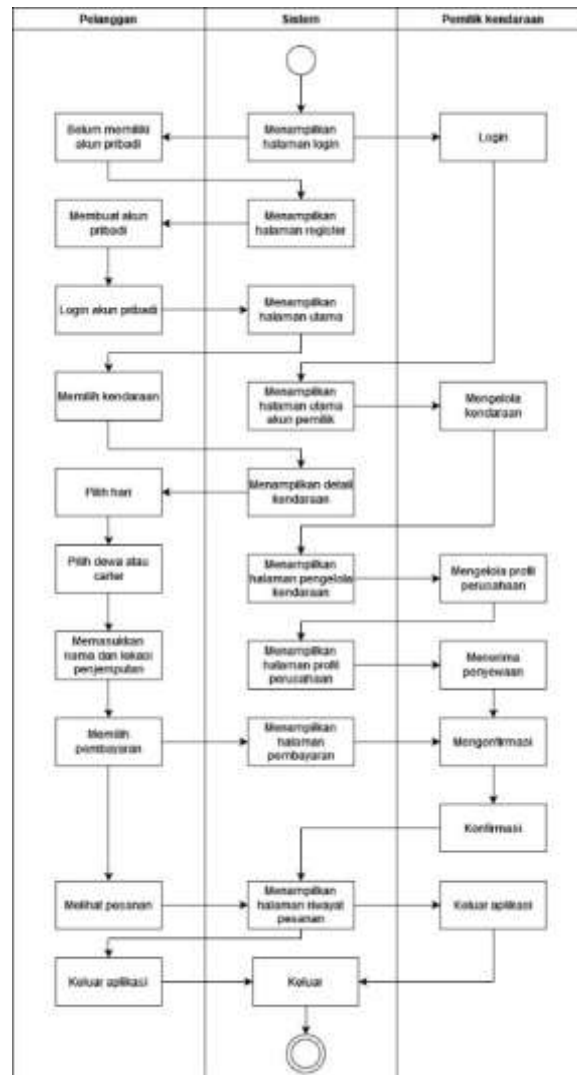 Pelanggan
Sistem
Pemilik kendaraan
Belum memiliki
akun pribadi
Menampilkan
halaman login
Login
Membuat akun
pribadi
Menampilkan
halaman register
Login akun pribadi
Menampilkan
halaman utama
Memilih kendaraan
Menampilkan
halaman utama
akun pemilik
Mengelola
kendaraan
Pilih hari
Menampilkan detail
kendaraan
Pilih dewa atau
carter
Menampilkan
halaman pengelola
kendaraan
Mengelola profil
perusahaan
Memasukkan
nama dan lokasi
penjemputan
Menampilkan
halaman profil
perusahaan
Menerima
penyewaan
Memilih
pembayaran
Menampilkan
halaman
pembayaran
Mengonfirmasi
Konfirmasi
Melihat pesanan
Menampilkan
halaman riwayat
pesanan
Keluar aplikasi
Keluar aplikasi
Keluar